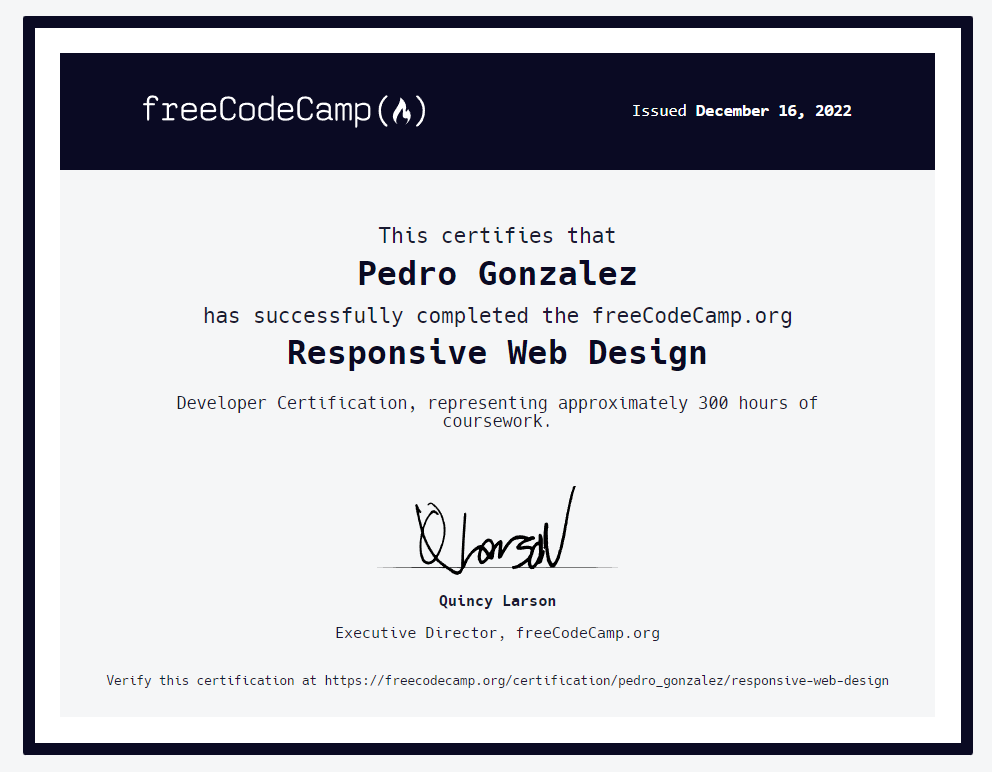 freeCodeCamp
Issued December 16, 2022
This certifies that
Pedro Gonzalez
has successfully completed the freeCodeCamp.org
Responsive Web Design
Developer Certification, representing approximately 300 hours of
coursework.
Q Larson
Quincy Larson
Executive Director, freeCodeCamp.org
Verify this certification at https://freecodecamp.org/certification/pedro_gonzalez/responsive-web-design